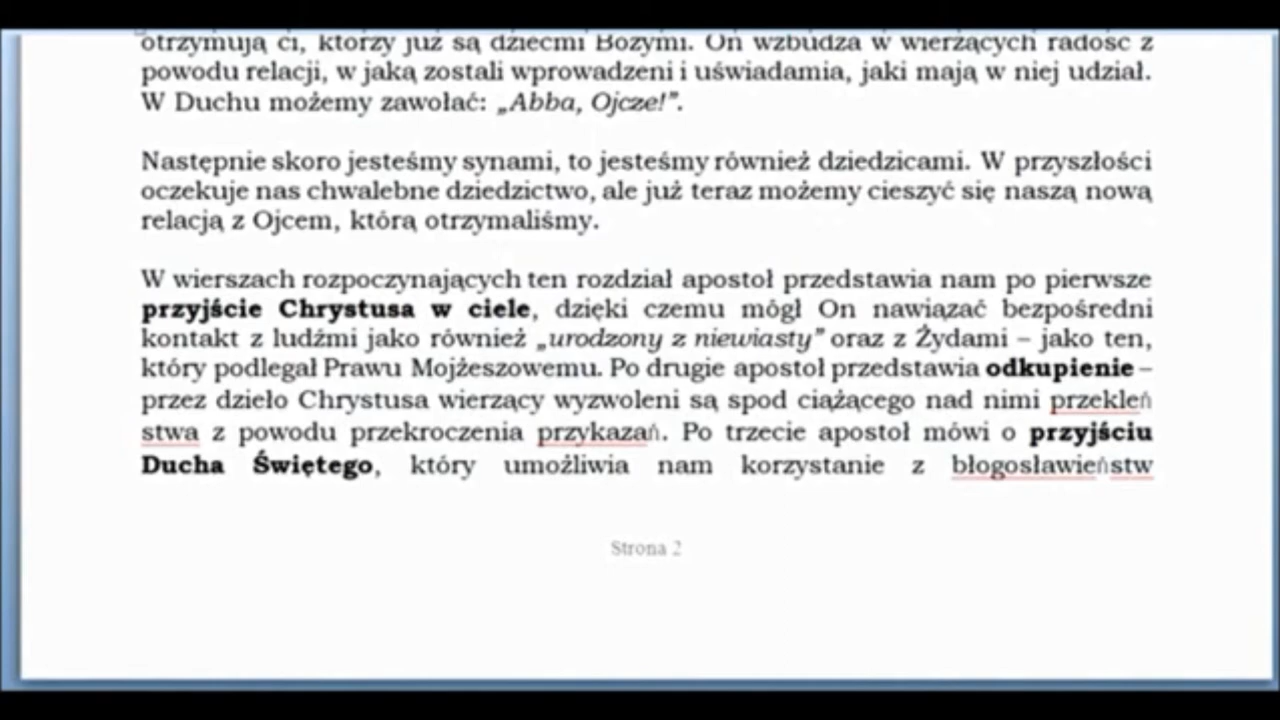 otrzymują ci, którzy już są dziećmi Bożymi. On wzbudza w wierzących radość z
powodu relacji, w jaką zostali wprowadzeni i uświadamia, jaki mają w niej udział.
W Duchu możemy zawołać: „Abba, Ojcze!”.
Następnie skoro jesteśmy synami, to jesteśmy również dziedzicami. W przyszłości
oczekuje nas chwalebne dziedzictwo, ale już teraz możemy cieszyć się naszą nową
relacją z Ojcem, którą otrzymaliśmy.
W wierszach rozpoczynających ten rozdział apostoł przedstawia nam po pierwsze
przyjście Chrystusa w ciele, dzięki czemu mógł On nawiązać bezpośredni
kontakt z ludźmi jako również „urodzony z niewiasty” oraz z Żydami – jako ten,
który podlegał Prawu Mojżeszowemu. Po drugie apostoł przedstawia odkupienie –
przez dzieło Chrystusa wierzący wyzwoleni są spod ciążącego nad nimi przekleń
stwa z powodu przekroczenia przykazań. Po trzecie apostoł mówi o przyjściu
Ducha Świętego, który umożliwia nam korzystanie z błogosławieństw
Strona 2